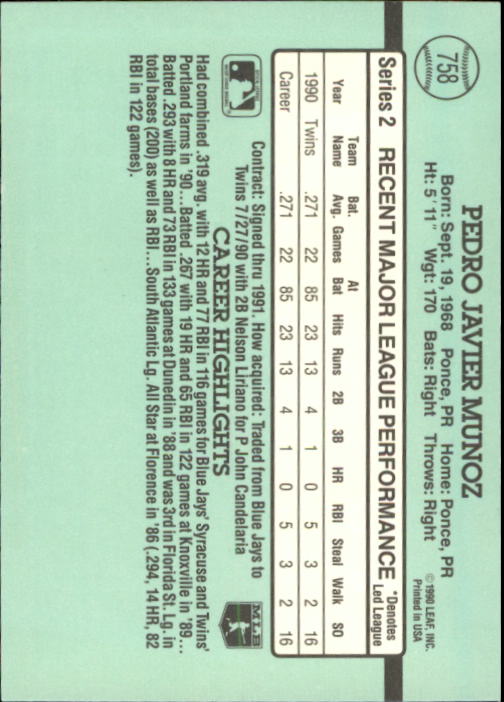 758
PEDRO JAVIER MUNOZ
Born: Sept. 19, 1968 Ponce, PR Home: Ponce, PR
Ht: 5'11" Wgt: 170 Bats: Right Throws: Right
© 1990 LEAF, INC.
Printed in USA
Series 2 RECENT MAJOR LEAGUE PERFORMANCE *Denotes Led League
Year Team Name Bat. Avg. Games At Bat Hits Runs 2B 3B HR RBI Steal Walk SO
1990 Twins .271 22 85 23 13 4 1 0 5 3 2 16
Career .271 22 85 23 13 4 1 0 5 3 2 16
Contract: Signed thru 1991. How acquired: Traded from Blue Jays to
Twins 7/27/90 with 2B Nelson Liriano for P John Candelaria
MLB
CAREER HIGHLIGHTS
Had combined .319 avg. with 12 HR and 77 RBI in 116 games for Blue Jays' Syracuse and Twins'
Portland farms in '90...Batted .267 with 19 HR and 65 RBI in 122 games at Knoxville in '89...
Batted .293 with 8 HR and 73 RBI in 133 games at Dunedin in '88 and was 3rd in Florida St. Lg. in
total bases (200) as well as RBI...South Atlantic Lg. All Star at Florence in '86 (.294, 14 HR, 82
RBI in 122 games).